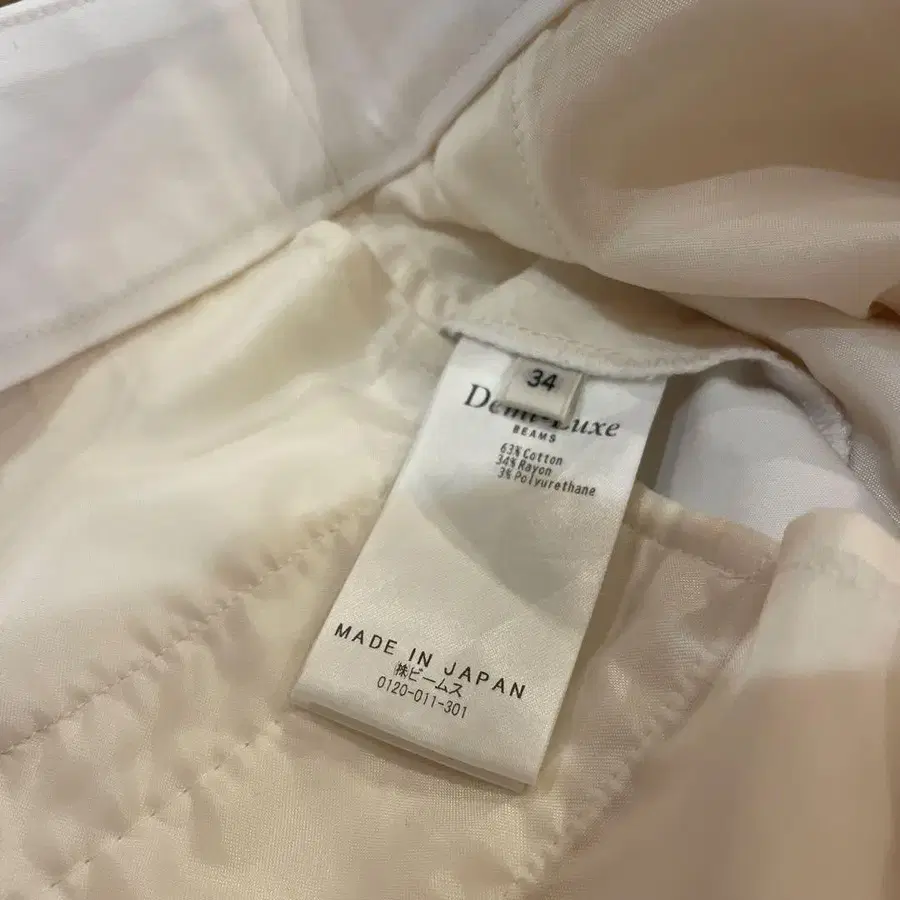 34
Demi-Luxe
BEAMS
63% Cotton
34% Rayon
3% Polyurethane
MADE IN JAPAN
㈱ビームス
0120-011-301